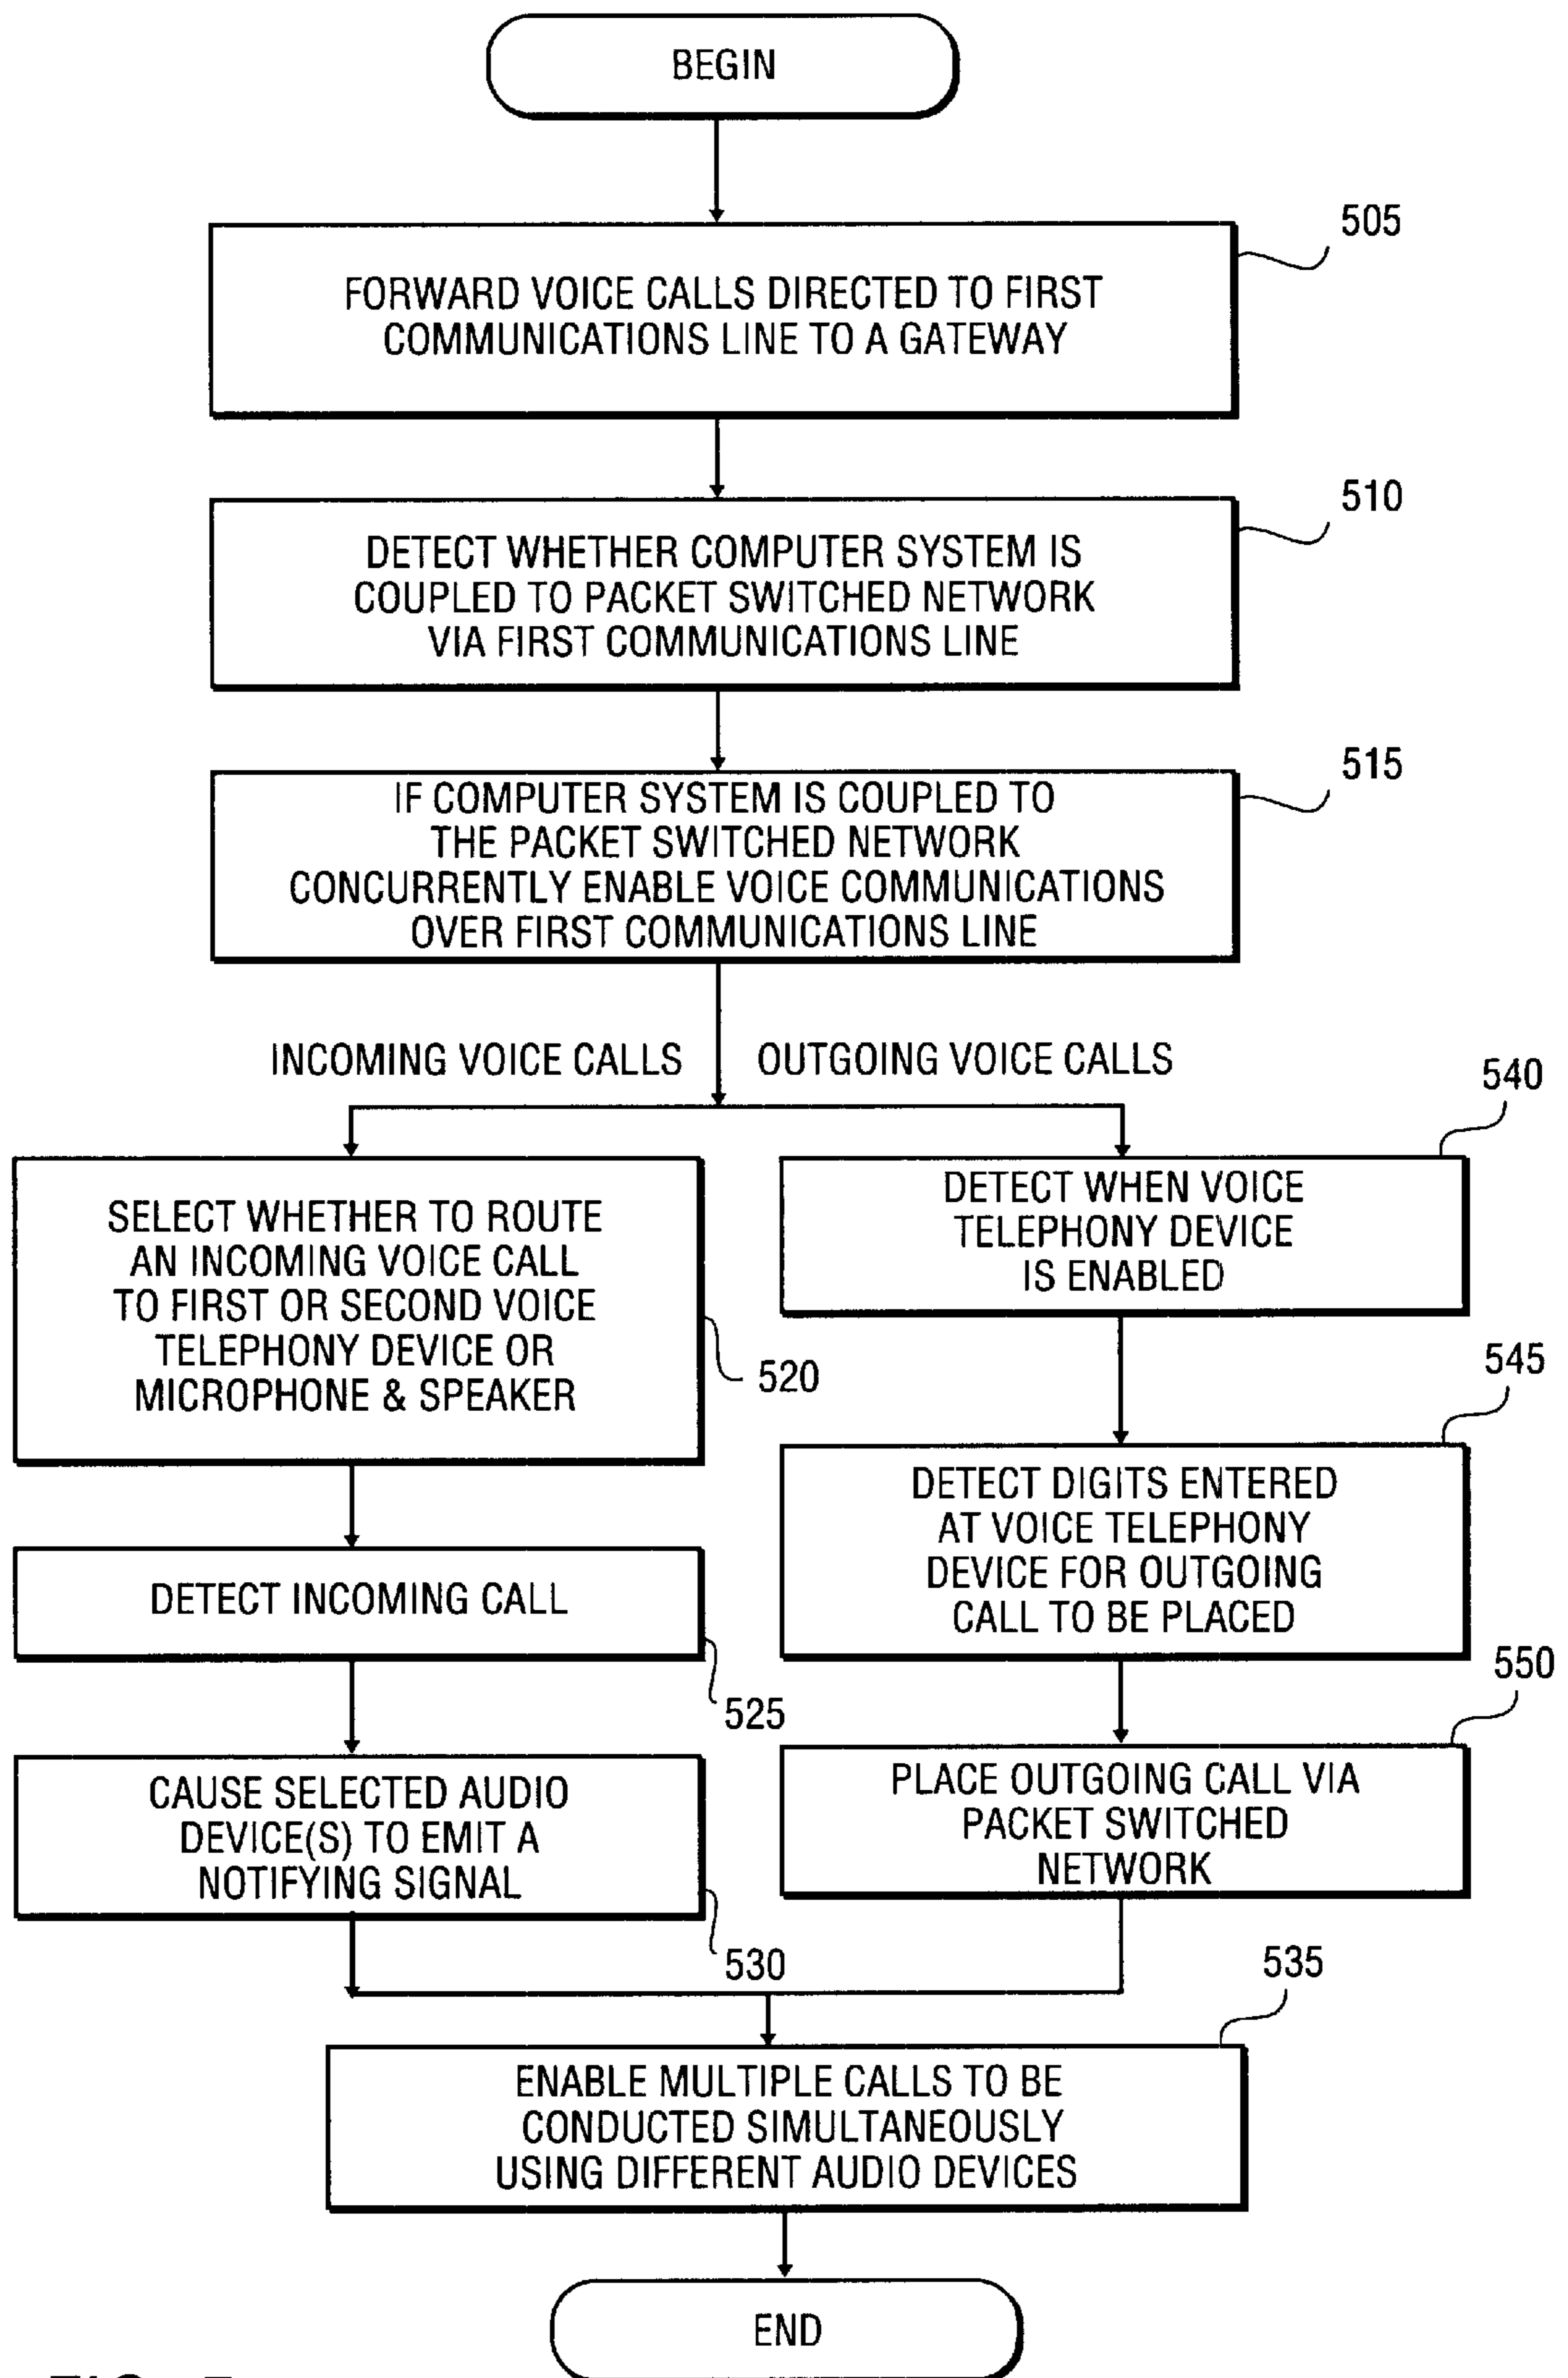 BEGIN
505
FORWARD VOICE CALLS DIRECTED TO FIRST
COMMUNICATIONS LINE TO A GATEWAY
510
DETECT WHETHER COMPUTER SYSTEM IS
COUPLED TO PACKET SWITCHED NETWORK
VIA FIRST COMMUNICATIONS LINE
515
IF COMPUTER SYSTEM IS COUPLED TO
THE PACKET SWITCHED NETWORK
CONCURRENTLY ENABLE VOICE COMMUNICATIONS
OVER FIRST COMMUNICATIONS LINE
INCOMING VOICE CALLS
OUTGOING VOICE CALLS
SELECT WHETHER TO ROUTE
AN INCOMING VOICE CALL
TO FIRST OR SECOND VOICE
TELEPHONY DEVICE OR
MICROPHONE & SPEAKER
520
DETECT INCOMING CALL
525
CAUSE SELECTED AUDIO
DEVICE(S) TO EMIT A
NOTIFYING SIGNAL
530
540
DETECT WHEN VOICE
TELEPHONY DEVICE
IS ENABLED
545
DETECT DIGITS ENTERED
AT VOICE TELEPHONY
DEVICE FOR OUTGOING
CALL TO BE PLACED
550
PLACE OUTGOING CALL VIA
PACKET SWITCHED
NETWORK
535
ENABLE MULTIPLE CALLS TO BE
CONDUCTED SIMULTANEOUSLY
USING DIFFERENT AUDIO DEVICES
END